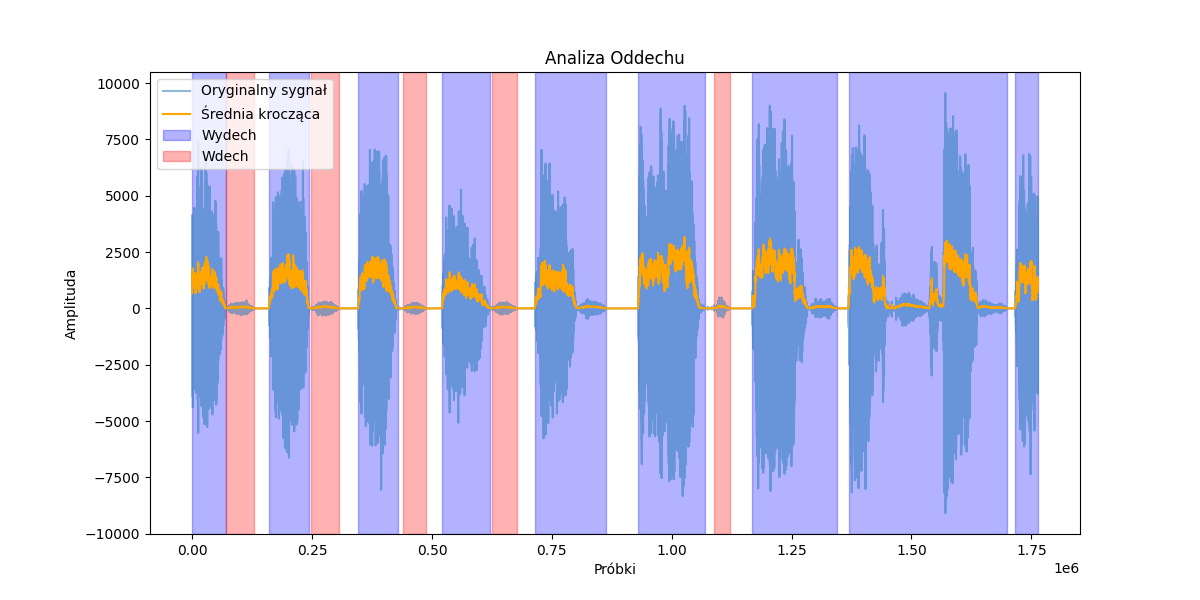 Analiza Oddechu
Oryginalny sygnał
Średnia krocząca
Wydech
Wdech
Amplituda
10000
7500
5000
2500
0
−2500
−5000
−7500
−10000
0.00 0.25 0.50 0.75 1.00 1.25 1.50 1.75
1e6
Próbki